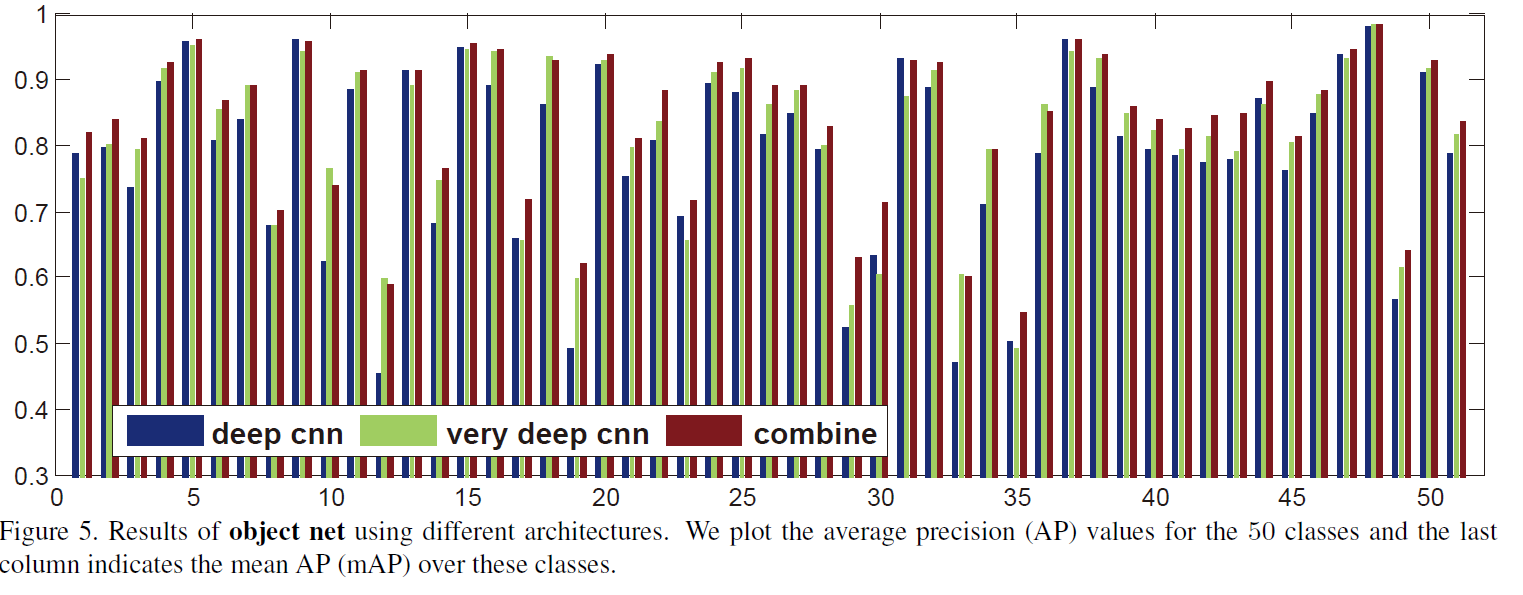 1
0.9
0.8
0.7
0.6
0.5
0.4
0.3
deep cnn very deep cnn combine
0 5 10 15 20 25 30 35 40 45 50
Figure 5. Results of object net using different architectures. We plot the average precision (AP) values for the 50 classes and the last
column indicates the mean AP (mAP) over these classes.